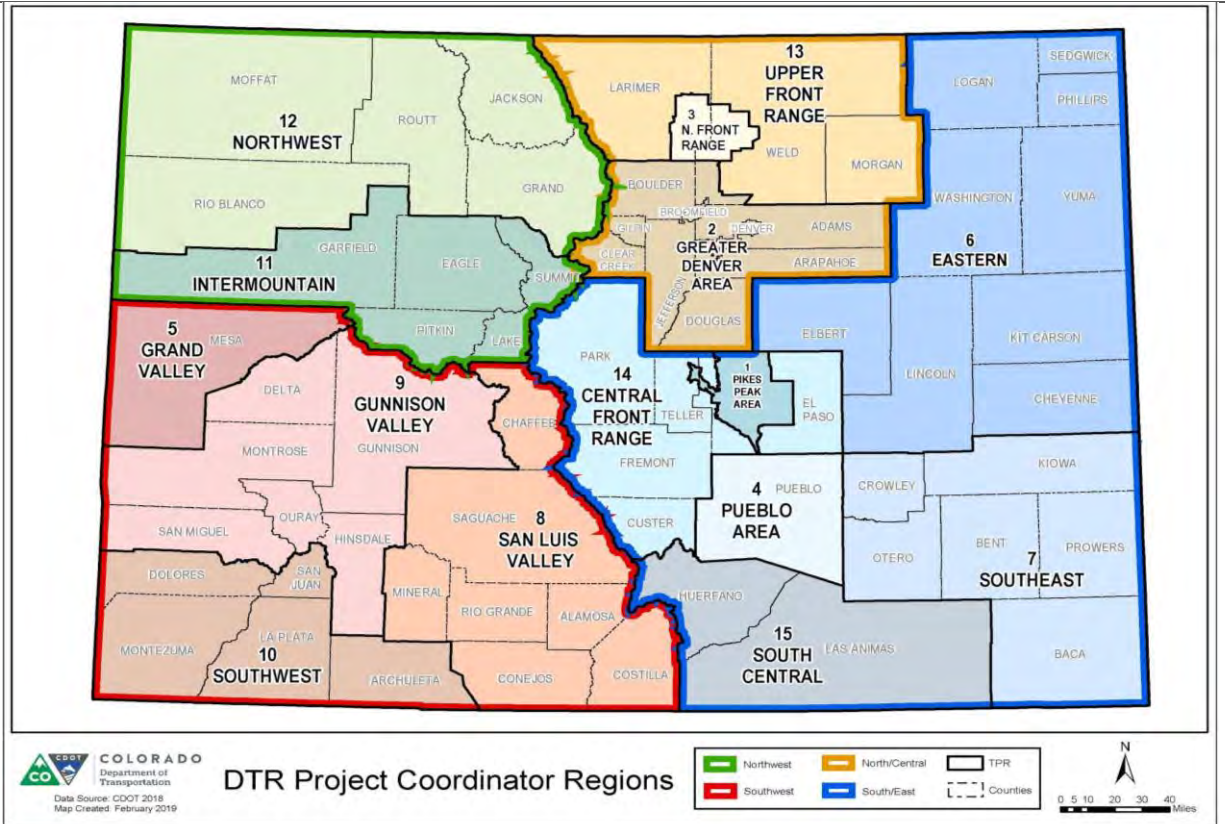 MOFFAT
ROUTT
JACKSON
12
NORTHWEST
GRAND
RIO BLANCO
GARFIELD
EAGLE
SUMMIT
11
INTERMOUNTAIN
PITKIN
LAKE
13
UPPER
FRONT
RANGE
LARIMER
3
N. FRONT
RANGE
WELD
MORGAN
BOULDER
BROOMFIELD
GILPIN
DENVER
ADAMS
2
GREATER
DENVER
AREA
CLEAR
CREEK
ARAPAHOE
JEFFERSON
DOUGLAS
LOGAN
SEDGWICK
PHILLIPS
WASHINGTON
YUMA
6
EASTERN
ELBERT
KIT CARSON
LINCOLN
CHEYENNE
5
GRAND
VALLEY
MESA
DELTA
9
GUNNISON
VALLEY
MONTROSE
GUNNISON
CHAFFEE
OURAY
SAN MIGUEL
HINSDALE
SAGUACHE
8
SAN LUIS
VALLEY
DOLORES
SAN
JUAN
MINERAL
RIO GRANDE
ALAMOSA
MONTEZUMA
LA PLATA
10
SOUTHWEST
ARCHULETA
CONEJOS
COSTILLA
PARK
14
CENTRAL
FRONT
RANGE
TELLER
1
PIKES
PEAK
AREA
EL
PASO
FREMONT
CUSTER
4
PUEBLO
PUEBLO
AREA
CROWLEY
KIOWA
OTERO
BENT
PROWERS
7
SOUTHEAST
HUERFANO
15
SOUTH
CENTRAL
LAS ANIMAS
BACA
CO
CDOT
COLORADO
Department of
Transportation
Data Source: CDOT 2018
Map Created: February 2019
DTR Project Coordinator Regions
Northwest
North/Central
TPR
Southwest
South/East
Counties
N
0 5 10 20 30 40
Miles